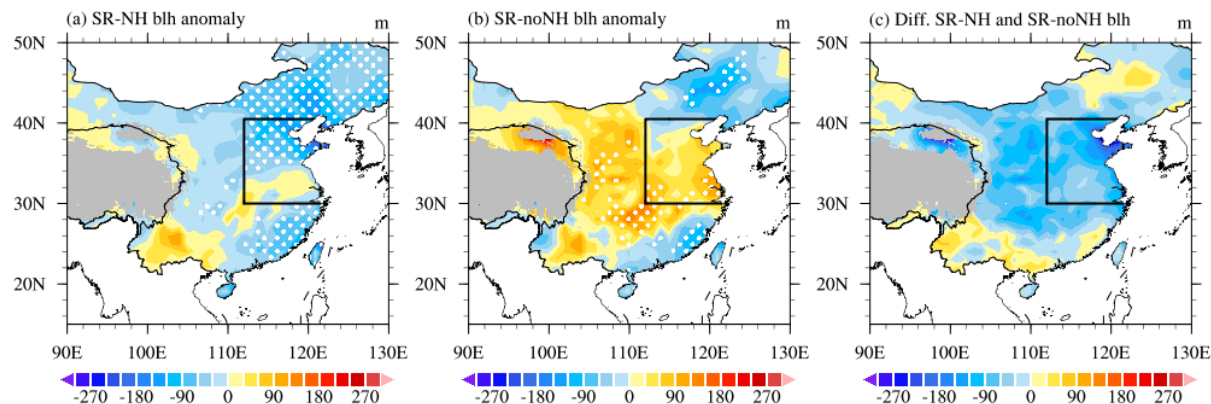 (a) SR-NH blh anomaly m
50N
40N
30N
20N
90E 100E 110E 120E 130E
-270 -180 -90 0 90 180 270
(b) SR-noNH blh anomaly m
50N
40N
30N
20N
90E 100E 110E 120E 130E
-270 -180 -90 0 90 180 270
(c) Diff. SR-NH and SR-noNH blh m
50N
40N
30N
20N
90E 100E 110E 120E 130E
-270 -180 -90 0 90 180 270